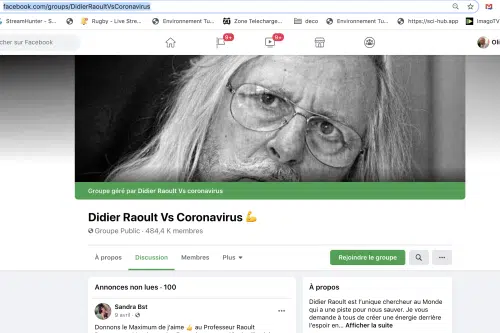 facebook.com/groups/DidierRaoultVsCoronavirus
StreamHunter - S... Rugby - Live Stre... Environnement Tu... Zona Telecharge... deco Environnement Tu... https://sci-hub.app imagoTV
cher sur Facebook 9+ 9+ Oli
Groupe géré par Didier Raoult Vs coronavirus
Didier Raoult Vs Coronavirus 💪
Groupe Public · 484,4 K membres
À propos Discussion Membres Plus Rejoindre le groupe ...
Annonces non lues · 100
Sandra Bst ...
9 avril ·
Donnons le Maximum de j'aime 👍 au Professeur Raoult
À propos
Didier Raoult est l'unique chercheur au Monde
qui a une piste pour nous sauver. Je vous
demande à tous de créer une énergie derrière
l'espoir en... Afficher la suite